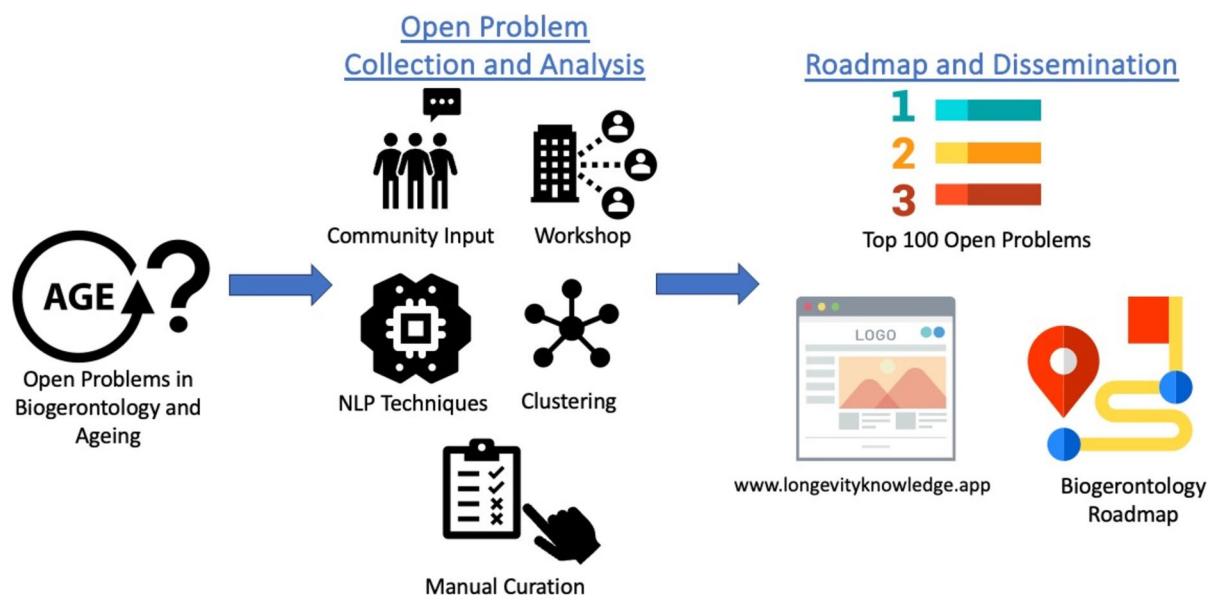 AGE
Open Problems in
Biogerontology and
Ageing
Open Problem
Collection and Analysis
Community Input
Workshop
NLP Techniques
Clustering
Manual Curation
Roadmap and Dissemination
1
2
3
Top 100 Open Problems
LOGO
www.longevityknowledge.app
Biogerontology
Roadmap